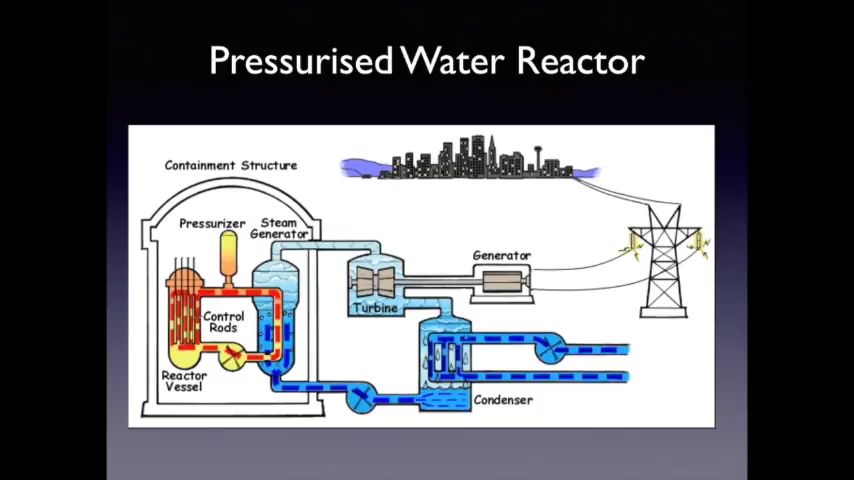 Pressurised Water Reactor
Containment Structure
Pressurizer
Steam
Generator
Generator
Turbine
Control
Rods
Reactor
Vessel
Condenser